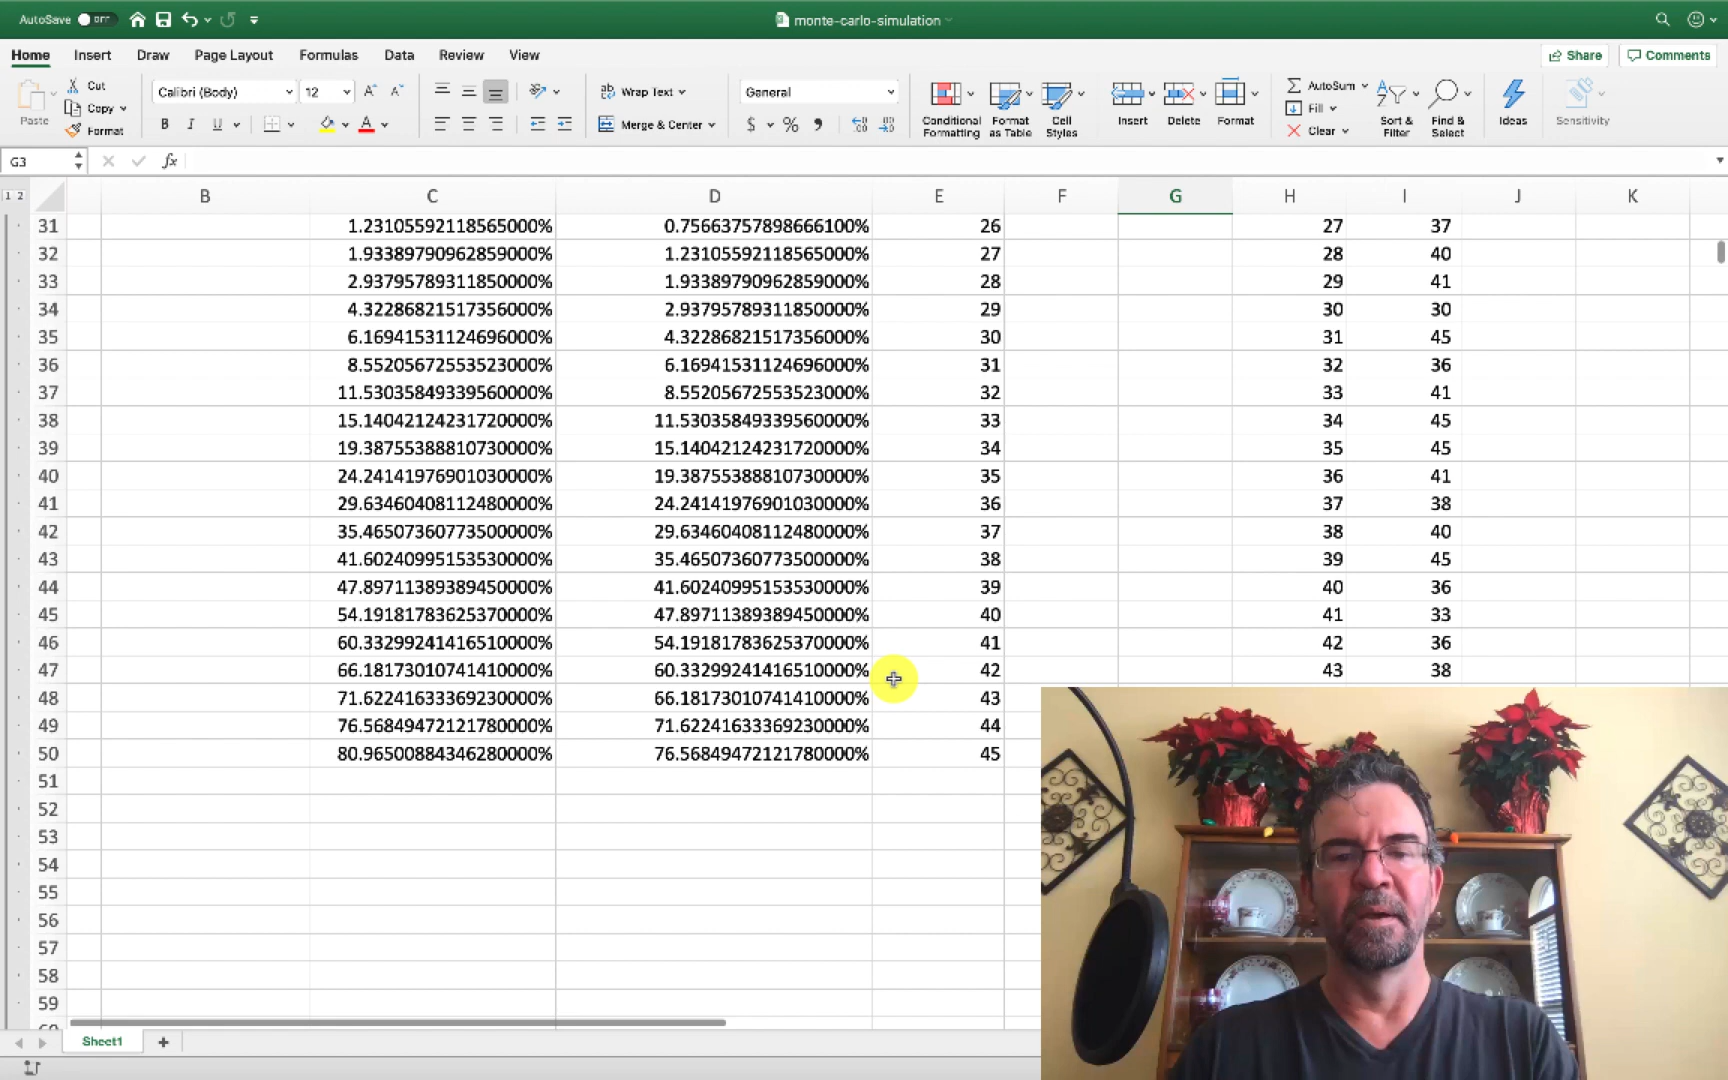 AutoSave OFF monte-carlo-simulation
Home Insert Draw Page Layout Formulas Data Review View Share Comments
Paste Cut Copy Format
Calibri (Body) 12 B I U A
Wrap Text Merge & Center
General $ %
Conditional Formatting Format as Table Cell Styles
Insert Delete Format
AutoSum Fill Clear Sort & Filter Find & Select Ideas Sensitivity
G3 fx
1 2 B C D E F G H I J K
31 1.23105592118565000% 0.75663757898666100% 26 27 37
32 1.93389790962859000% 1.23105592118565000% 27 28 40
33 2.93795789311850000% 1.93389790962859000% 28 29 41
34 4.32286821517356000% 2.93795789311850000% 29 30 30
35 6.16941531124696000% 4.32286821517356000% 30 31 45
36 8.55205672553523000% 6.16941531124696000% 31 32 36
37 11.53035849339560000% 8.55205672553523000% 32 33 41
38 15.14042124231720000% 11.53035849339560000% 33 34 45
39 19.38755388810730000% 15.14042124231720000% 34 35 45
40 24.24141976901030000% 19.38755388810730000% 35 36 41
41 29.63460408112480000% 24.24141976901030000% 36 37 38
42 35.46507360773500000% 29.63460408112480000% 37 38 40
43 41.60240995153530000% 35.46507360773500000% 38 39 45
44 47.89711389389450000% 41.60240995153530000% 39 40 36
45 54.19181783625370000% 47.89711389389450000% 40 41 33
46 60.33299241416510000% 54.19181783625370000% 41 42 36
47 66.18173010741410000% 60.33299241416510000% 42 43 38
48 71.62241633369230000% 66.18173010741410000% 43
49 76.56849472121780000% 71.62241633369230000% 44
50 80.96500884346280000% 76.56849472121780000% 45
51
52
53
54
55
56
57
58
59
Sheet1